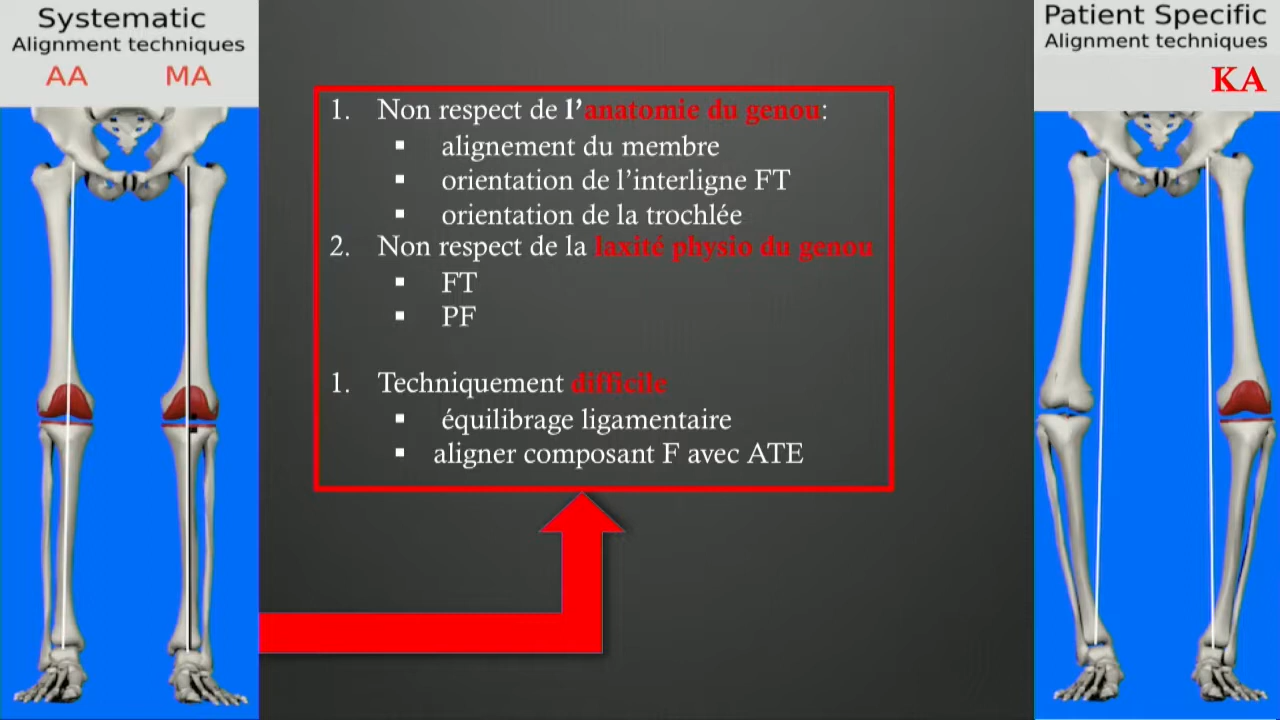 Systematic
Alignment techniques
AA MA
1. Non respect de l’anatomie du genou:
▪ alignement du membre
▪ orientation de l’interligne FT
▪ orientation de la trochlée
2. Non respect de la laxité physio du genou
▪ FT
▪ PF
1. Techniquement difficile
▪ équilibrage ligamentaire
▪ aligner composant F avec ATE
Patient Specific
Alignment techniques
KA